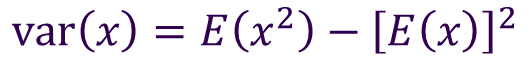 var(x) = E(x²) − [E(x)]²